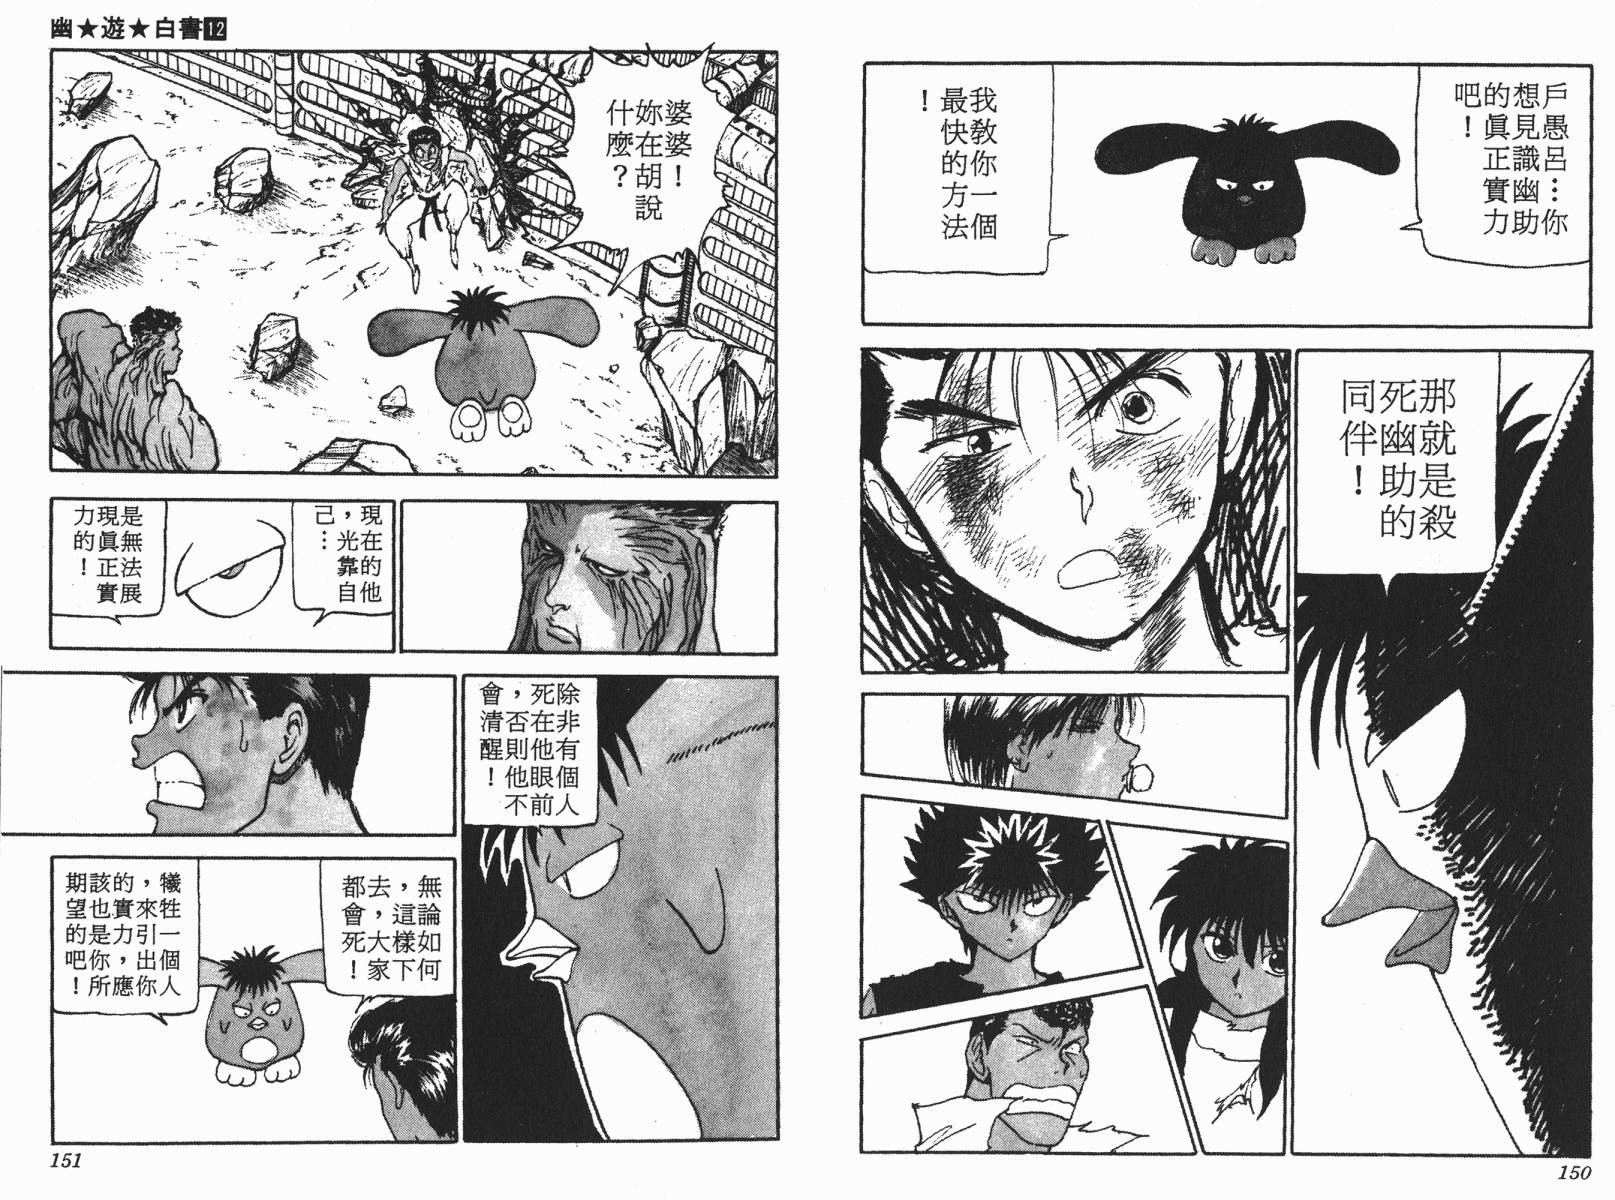 戶愚呂…你
想見識幽助
的眞正實力
吧！
我教你一個
最快的方法
！
那就是殺
死幽助的
同伴！
150
幽★遊★白書12
婆婆！
妳在胡說
什麼？
現在的他
，光靠自
己…
是無法展
現眞正實
力的！
除非有個人
死在他眼前
，否則他不
會清醒！
無論如何
，這樣下
去，大家
都會死！
犧牲一個人
，來引出你
的實力，應
該也是你所
期望的吧！
151